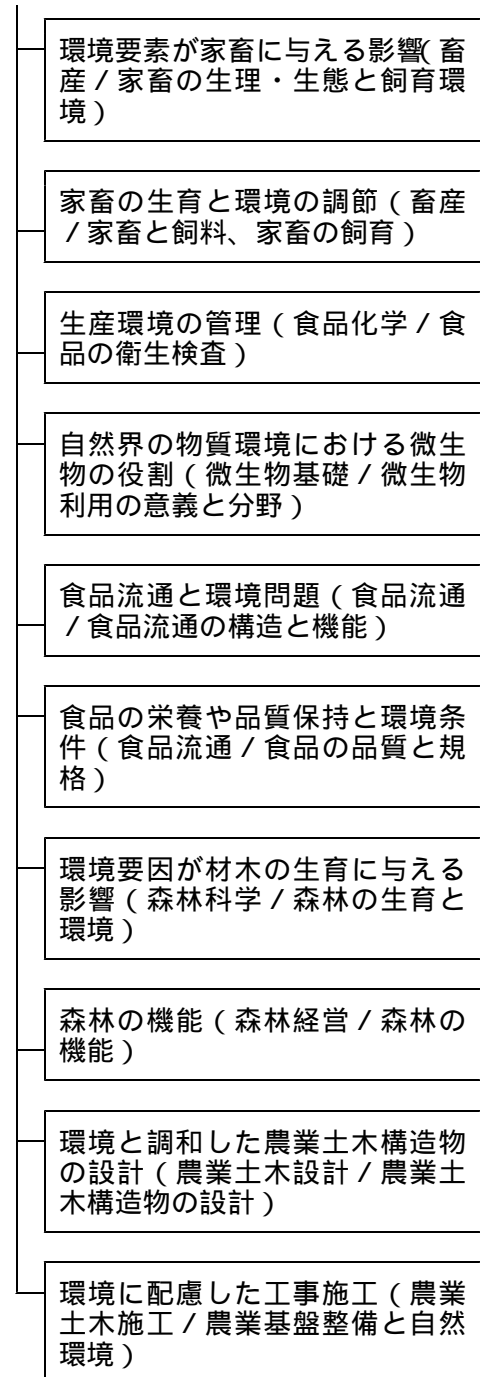 環境要素が家畜に与える影響(畜
産/家畜の生理・生態と飼育環
境)
家畜の生育と環境の調節(畜産
/家畜と飼料、家畜の飼育)
生産環境の管理(食品化学/食
品の衛生検査)
自然界の物質環境における微生
物の役割(微生物基礎/微生物
利用の意義と分野)
食品流通と環境問題(食品流通
/食品流通の構造と機能)
食品の栄養や品質保持と環境条
件(食品流通/食品の品質と規
格)
環境要因が材木の生育に与える
影響(森林科学/森林の生育と
環境)
森林の機能(森林経営/森林の
機能)
環境と調和した農業土木構造物
の設計(農業土木設計/農業土
木構造物の設計)
環境に配慮した工事施工(農業
土木施工/農業基盤整備と自然
環境)